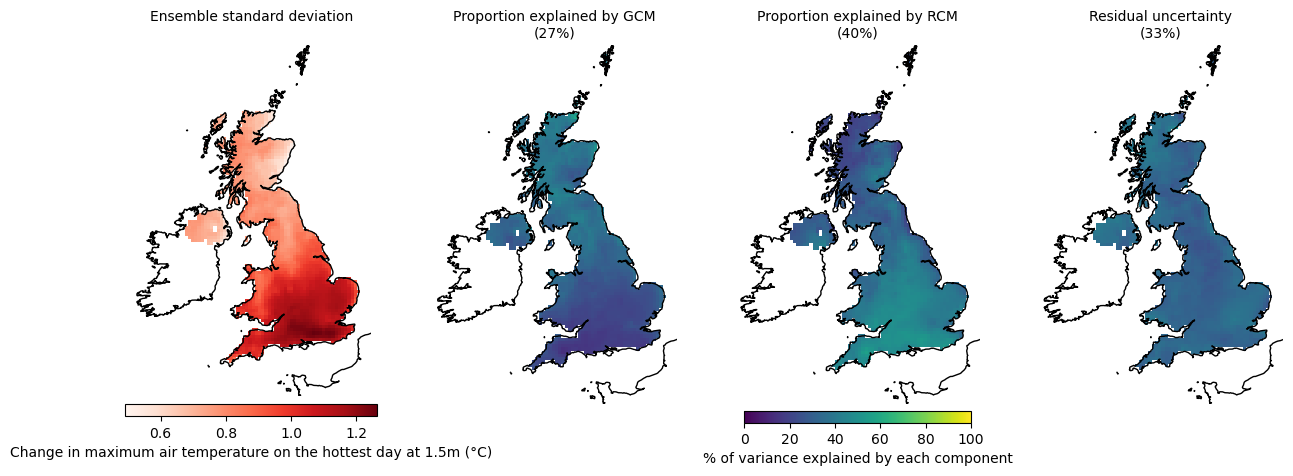 Ensemble standard deviation
Proportion explained by GCM
(27%)
Proportion explained by RCM
(40%)
Residual uncertainty
(33%)
0.6 0.8 1.0 1.2
Change in maximum air temperature on the hottest day at 1.5m (°C)
0 20 40 60 80 100
% of variance explained by each component